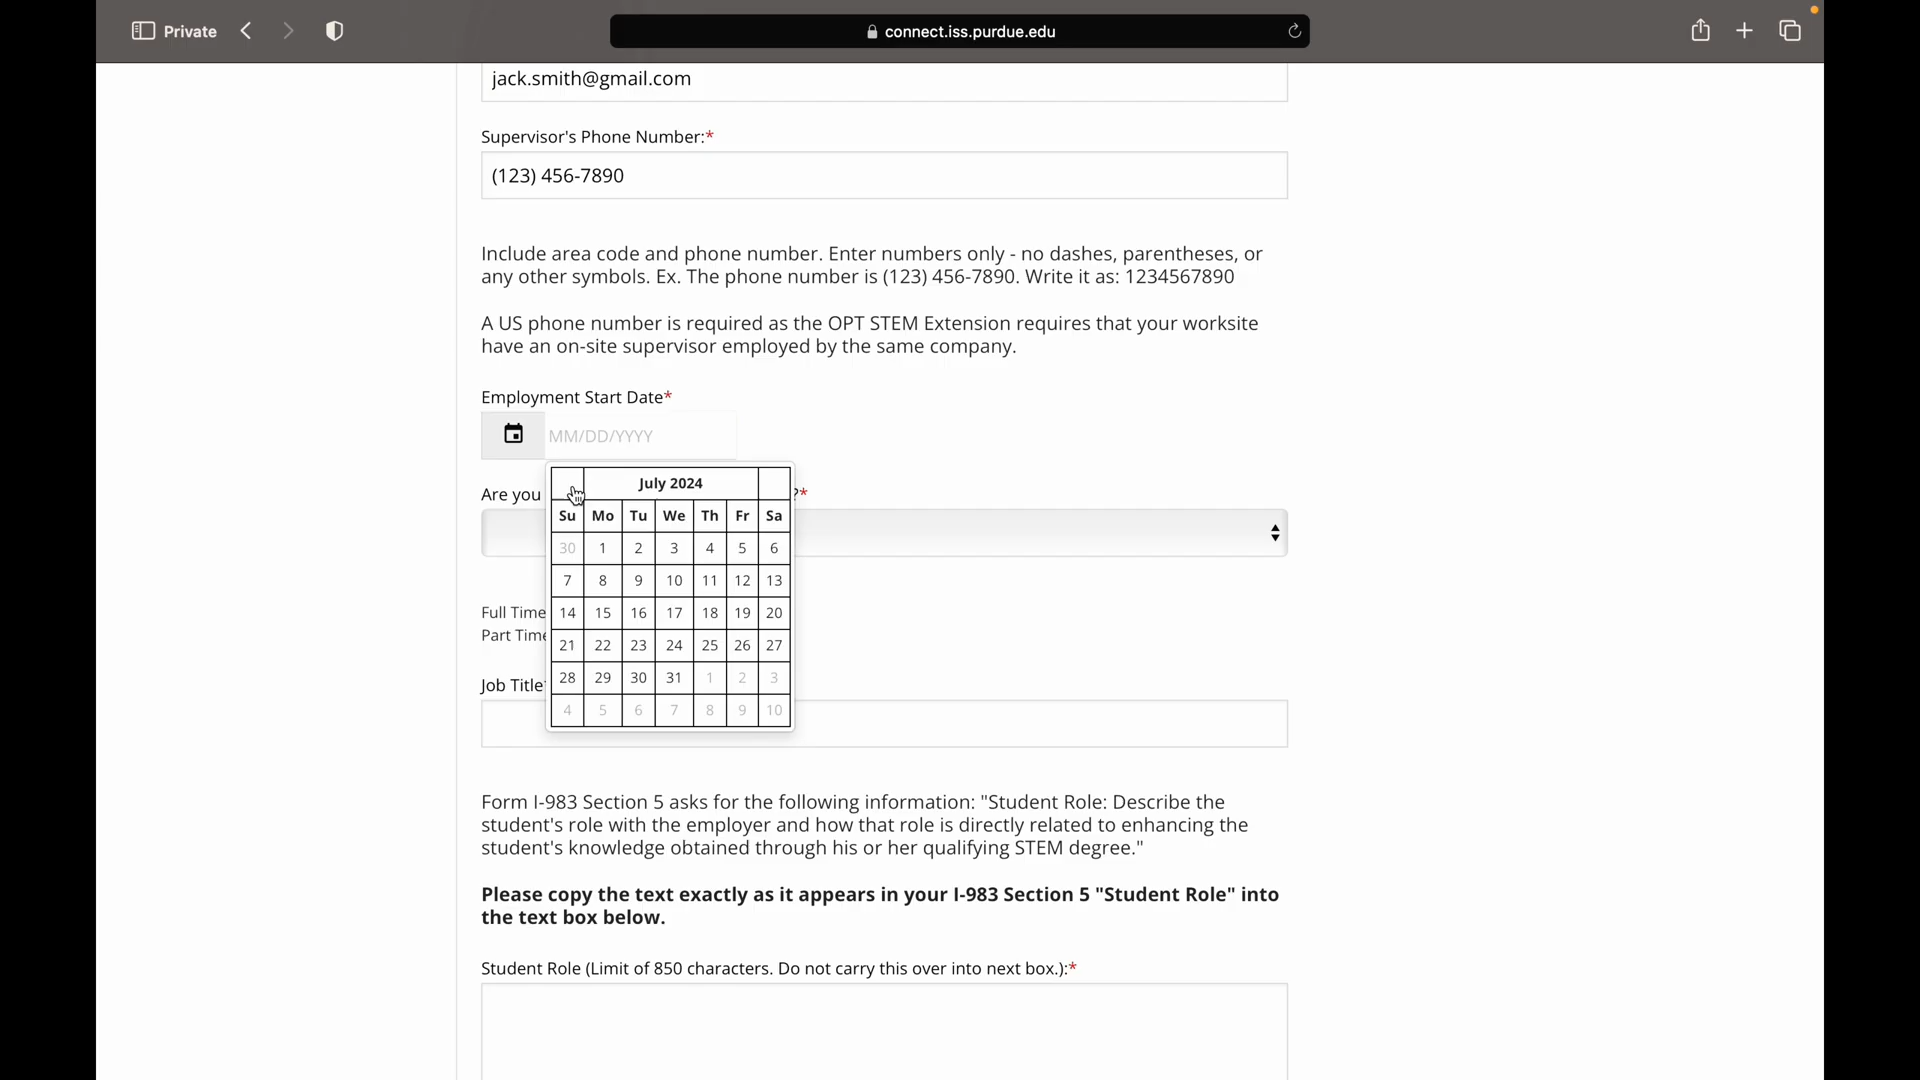 Private
connect.iss.purdue.edu
jack.smith@gmail.com
Supervisor's Phone Number:*
(123) 456-7890
Include area code and phone number. Enter numbers only - no dashes, parentheses, or
any other symbols. Ex. The phone number is (123) 456-7890. Write it as: 1234567890
A US phone number is required as the OPT STEM Extension requires that your worksite
have an on-site supervisor employed by the same company.
Employment Start Date*
MM/DD/YYYY
July 2024
Are you ?*
Su Mo Tu We Th Fr Sa
30 1 2 3 4 5 6
7 8 9 10 11 12 13
Full Time 14 15 16 17 18 19 20
Part Time 21 22 23 24 25 26 27
Job Title 28 29 30 31 1 2 3
4 5 6 7 8 9 10
Form I-983 Section 5 asks for the following information: "Student Role: Describe the
student's role with the employer and how that role is directly related to enhancing the
student's knowledge obtained through his or her qualifying STEM degree."
Please copy the text exactly as it appears in your I-983 Section 5 "Student Role" into
the text box below.
Student Role (Limit of 850 characters. Do not carry this over into next box.):*